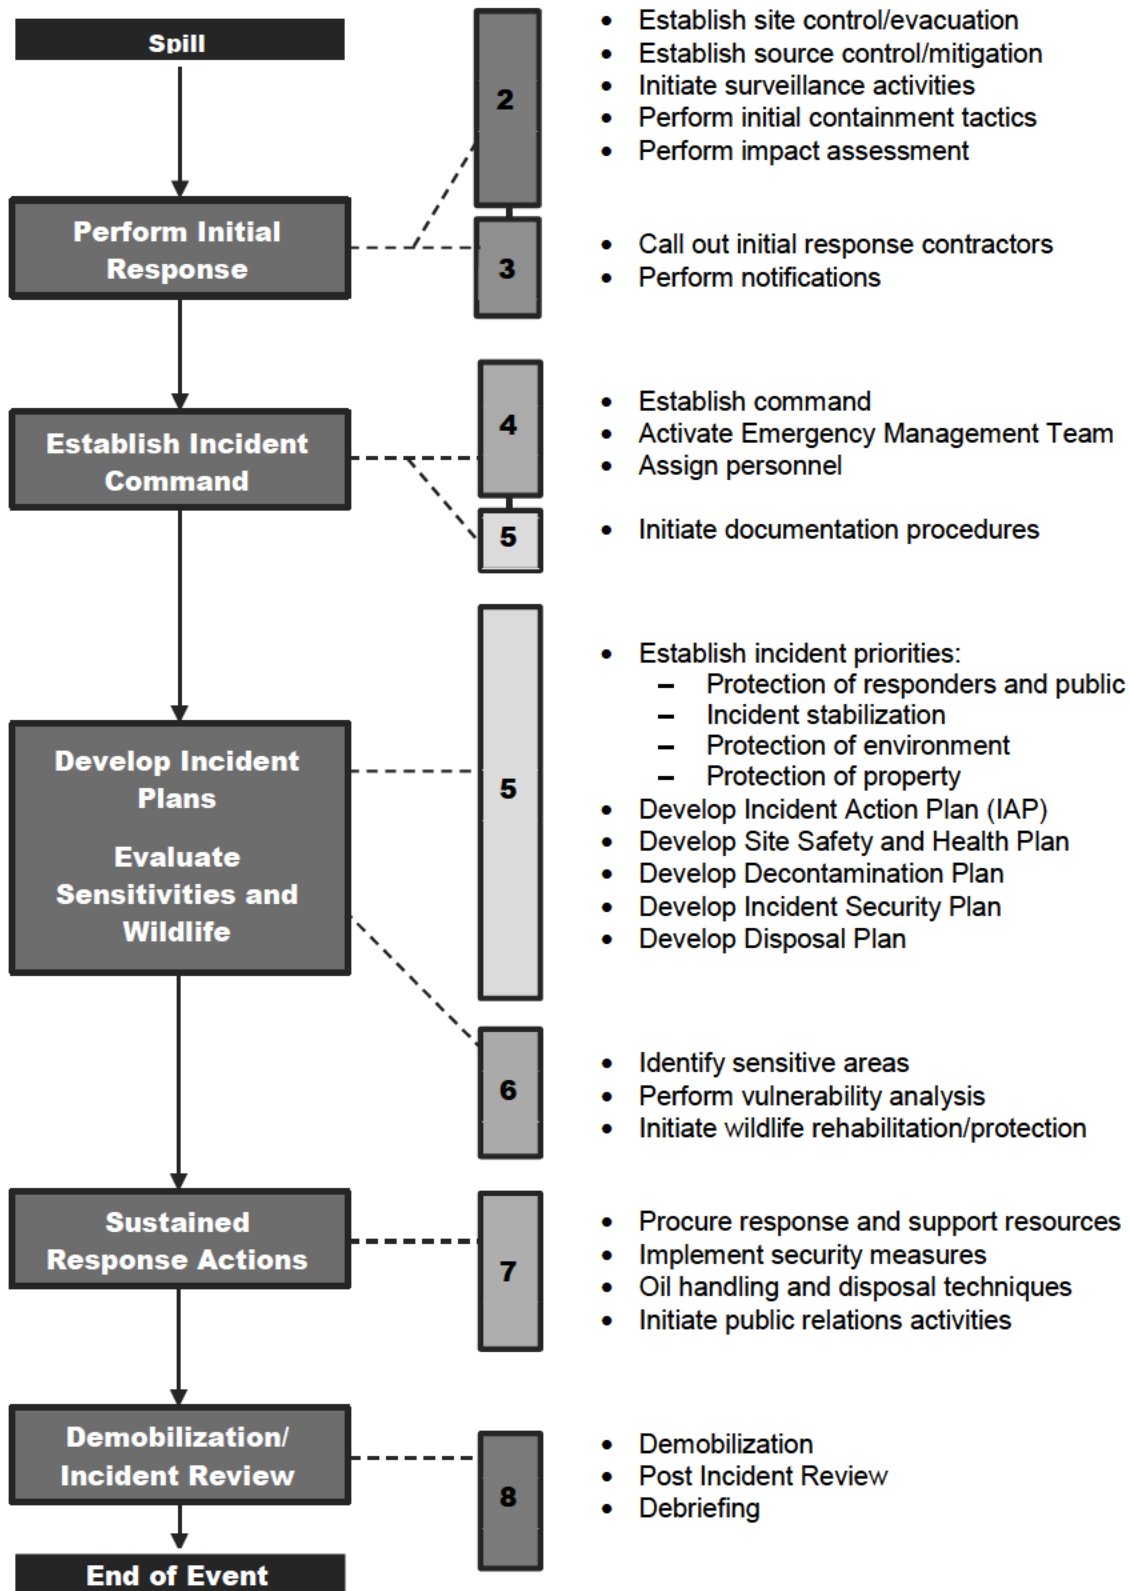 Spill
2
• Establish site control/evacuation
• Establish source control/mitigation
• Initiate surveillance activities
• Perform initial containment tactics
• Perform impact assessment
Perform Initial
Response
3
• Call out initial response contractors
• Perform notifications
Establish Incident
Command
4
• Establish command
• Activate Emergency Management Team
• Assign personnel
5
• Initiate documentation procedures
Develop Incident
Plans
Evaluate
Sensitivities and
Wildlife
5
• Establish incident priorities:
– Protection of responders and public
– Incident stabilization
– Protection of environment
– Protection of property
• Develop Incident Action Plan (IAP)
• Develop Site Safety and Health Plan
• Develop Decontamination Plan
• Develop Incident Security Plan
• Develop Disposal Plan
6
• Identify sensitive areas
• Perform vulnerability analysis
• Initiate wildlife rehabilitation/protection
Sustained
Response Actions
7
• Procure response and support resources
• Implement security measures
• Oil handling and disposal techniques
• Initiate public relations activities
Demobilization/
Incident Review
8
• Demobilization
• Post Incident Review
• Debriefing
End of Event